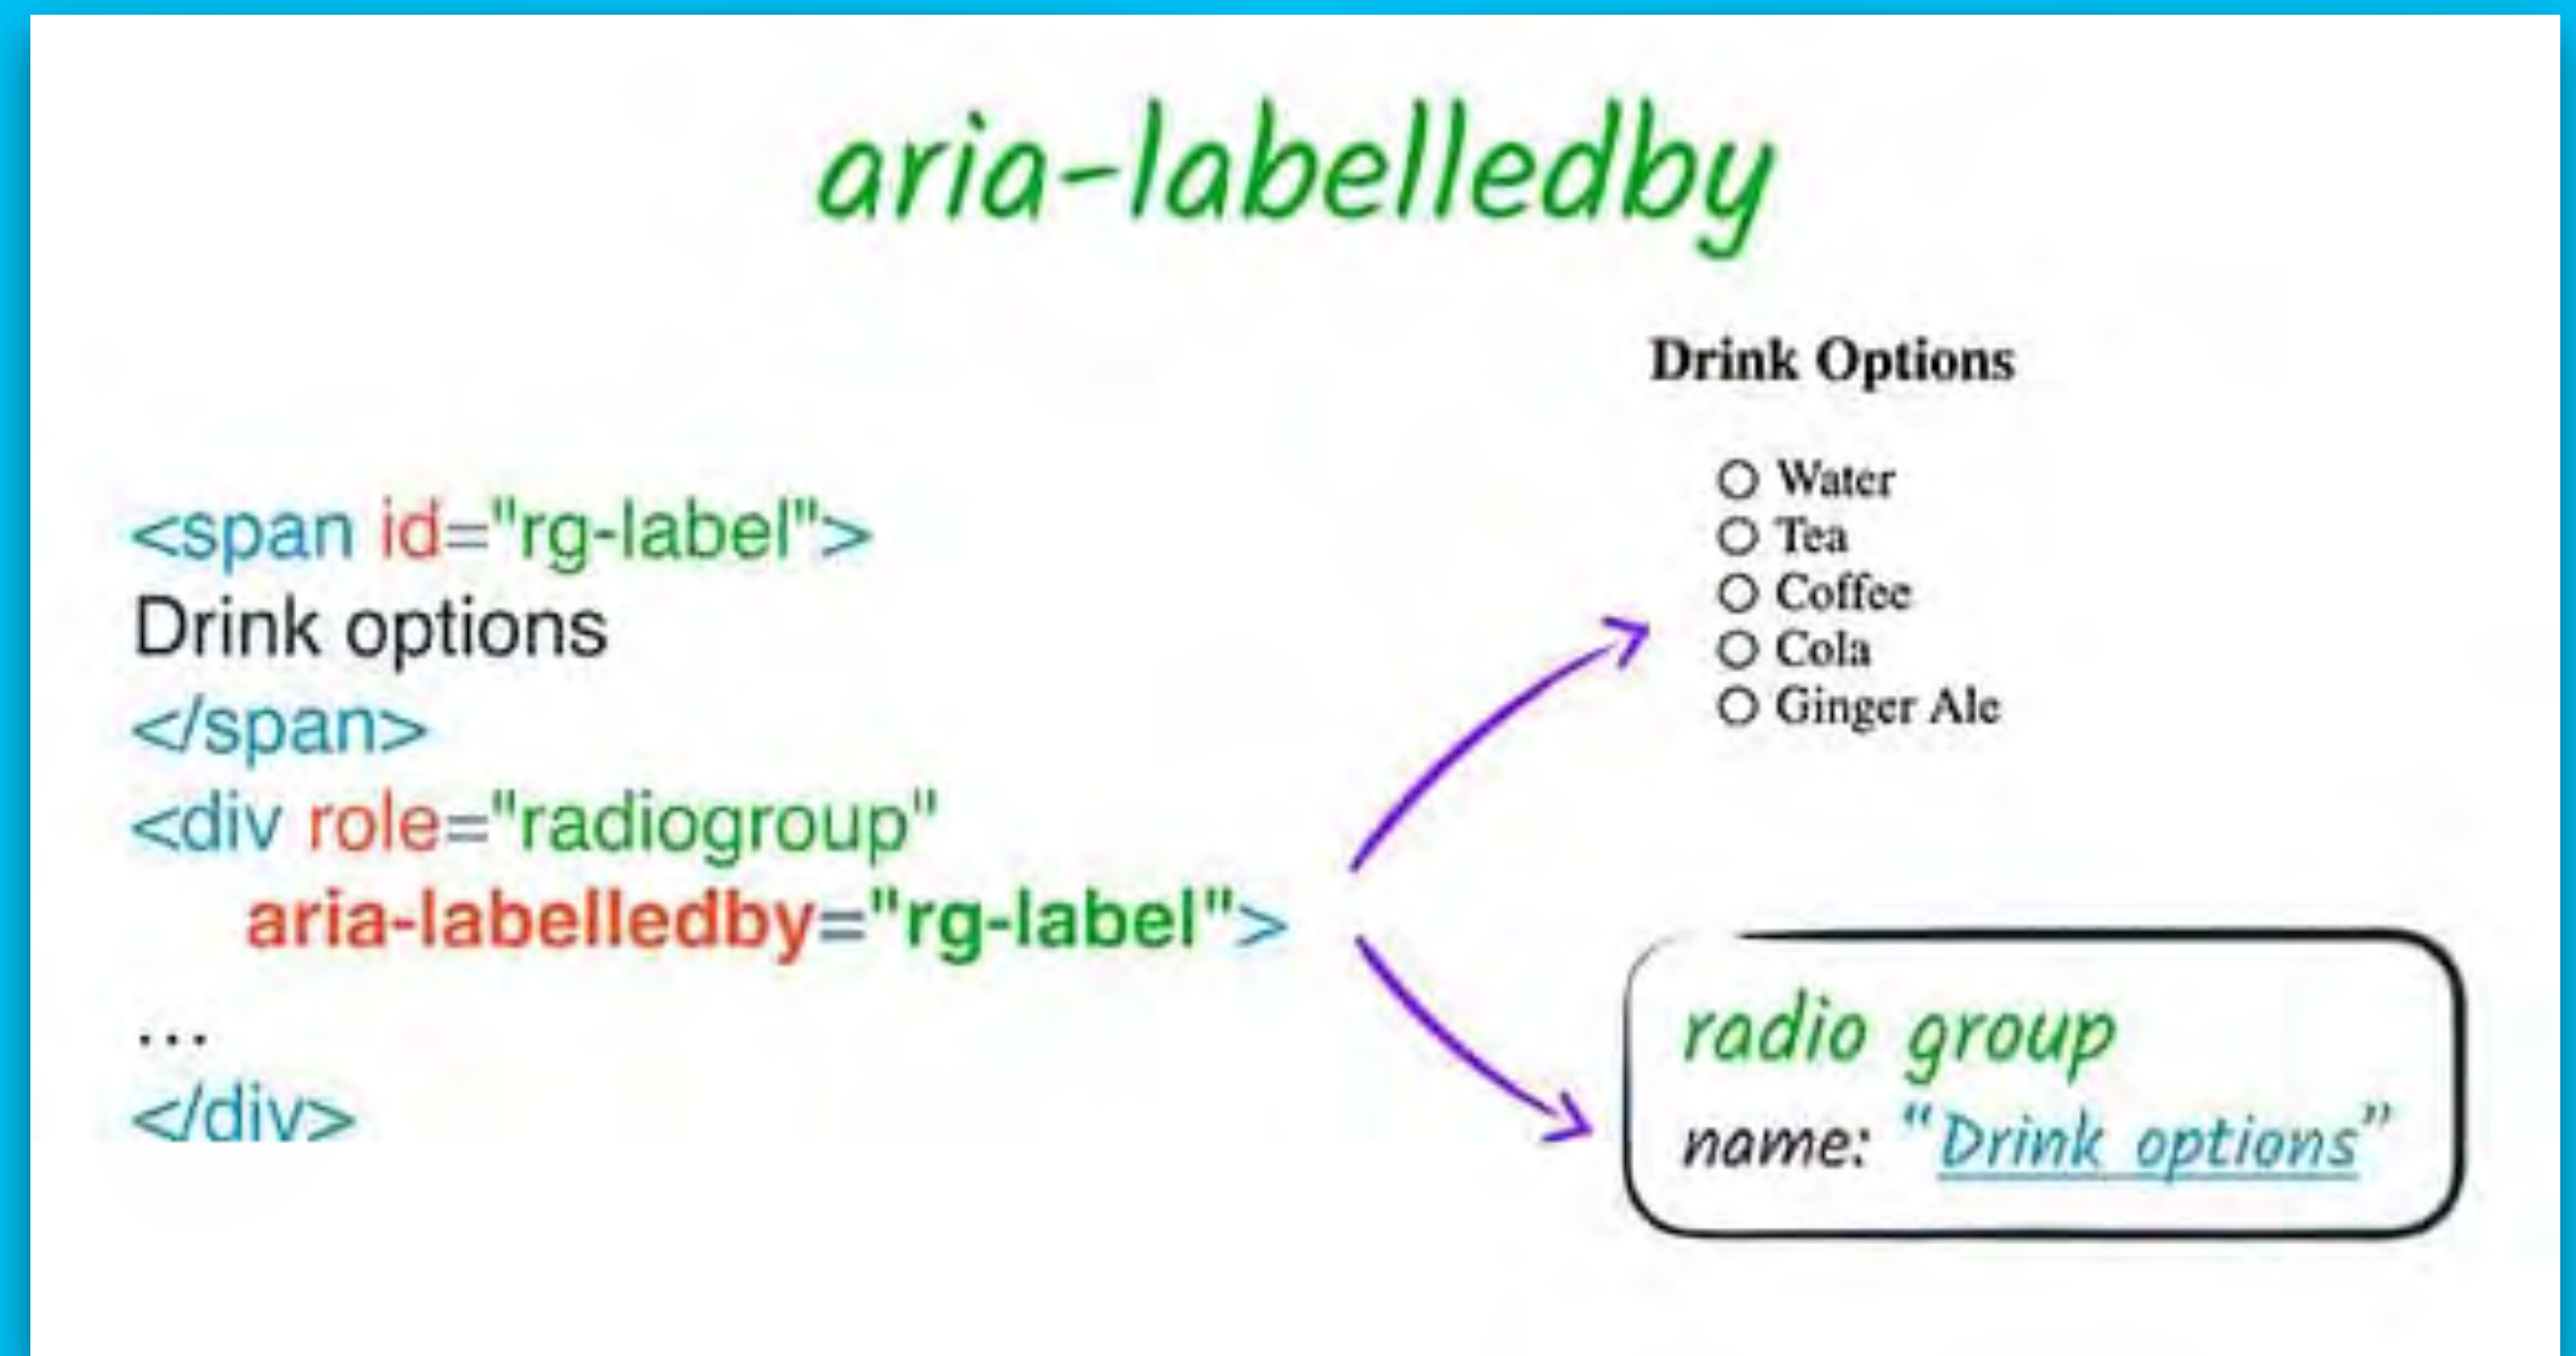 aria-labelledby
<span id="rg-label">
Drink options
</span>
<div role="radiogroup"
aria-labelledby="rg-label">
...
</div>
Drink Options
Water
Tea
Coffee
Cola
Ginger Ale
radio group
name: “Drink options”